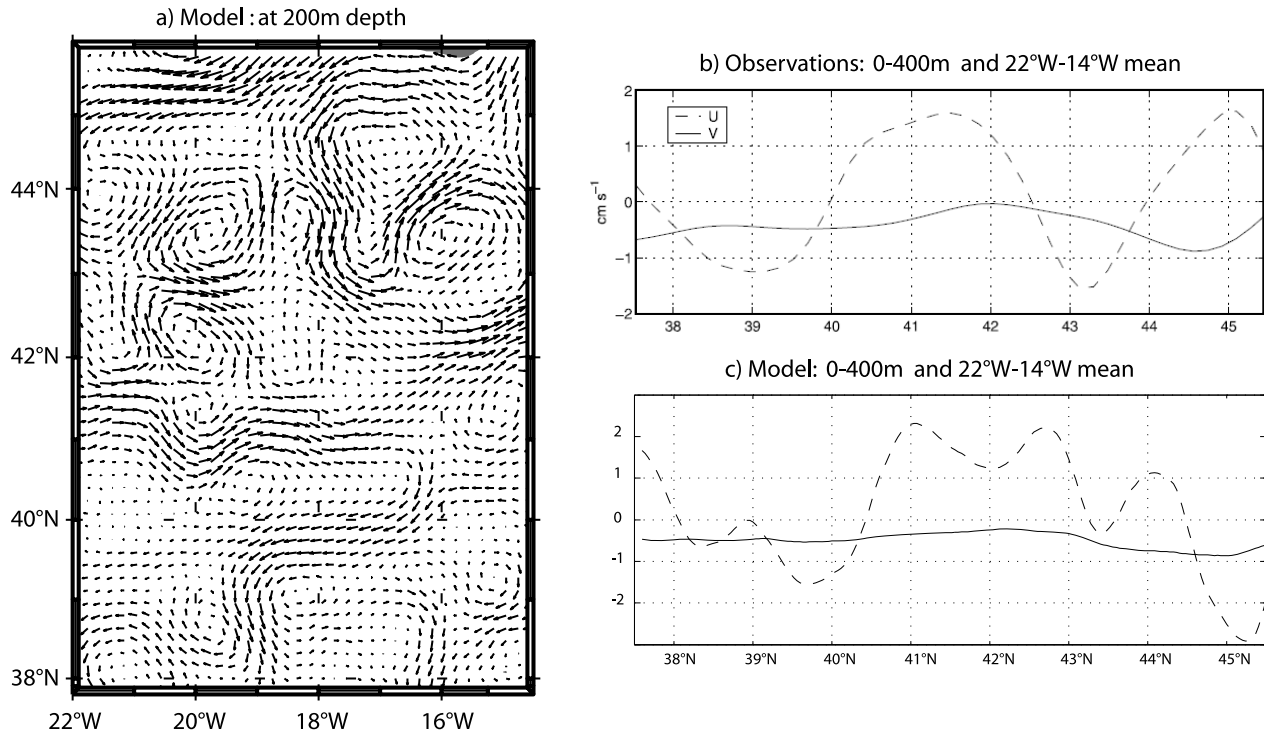 a) Model : at 200m depth
44°N
42°N
40°N
38°N
22°W
20°W
18°W
16°W
b) Observations: 0-400m and 22°W-14°W mean
U
V
cm s⁻¹
2
1
0
−1
−2
38
39
40
41
42
43
44
45
c) Model: 0-400m and 22°W-14°W mean
2
1
0
-1
-2
38°N
39°N
40°N
41°N
42°N
43°N
44°N
45°N